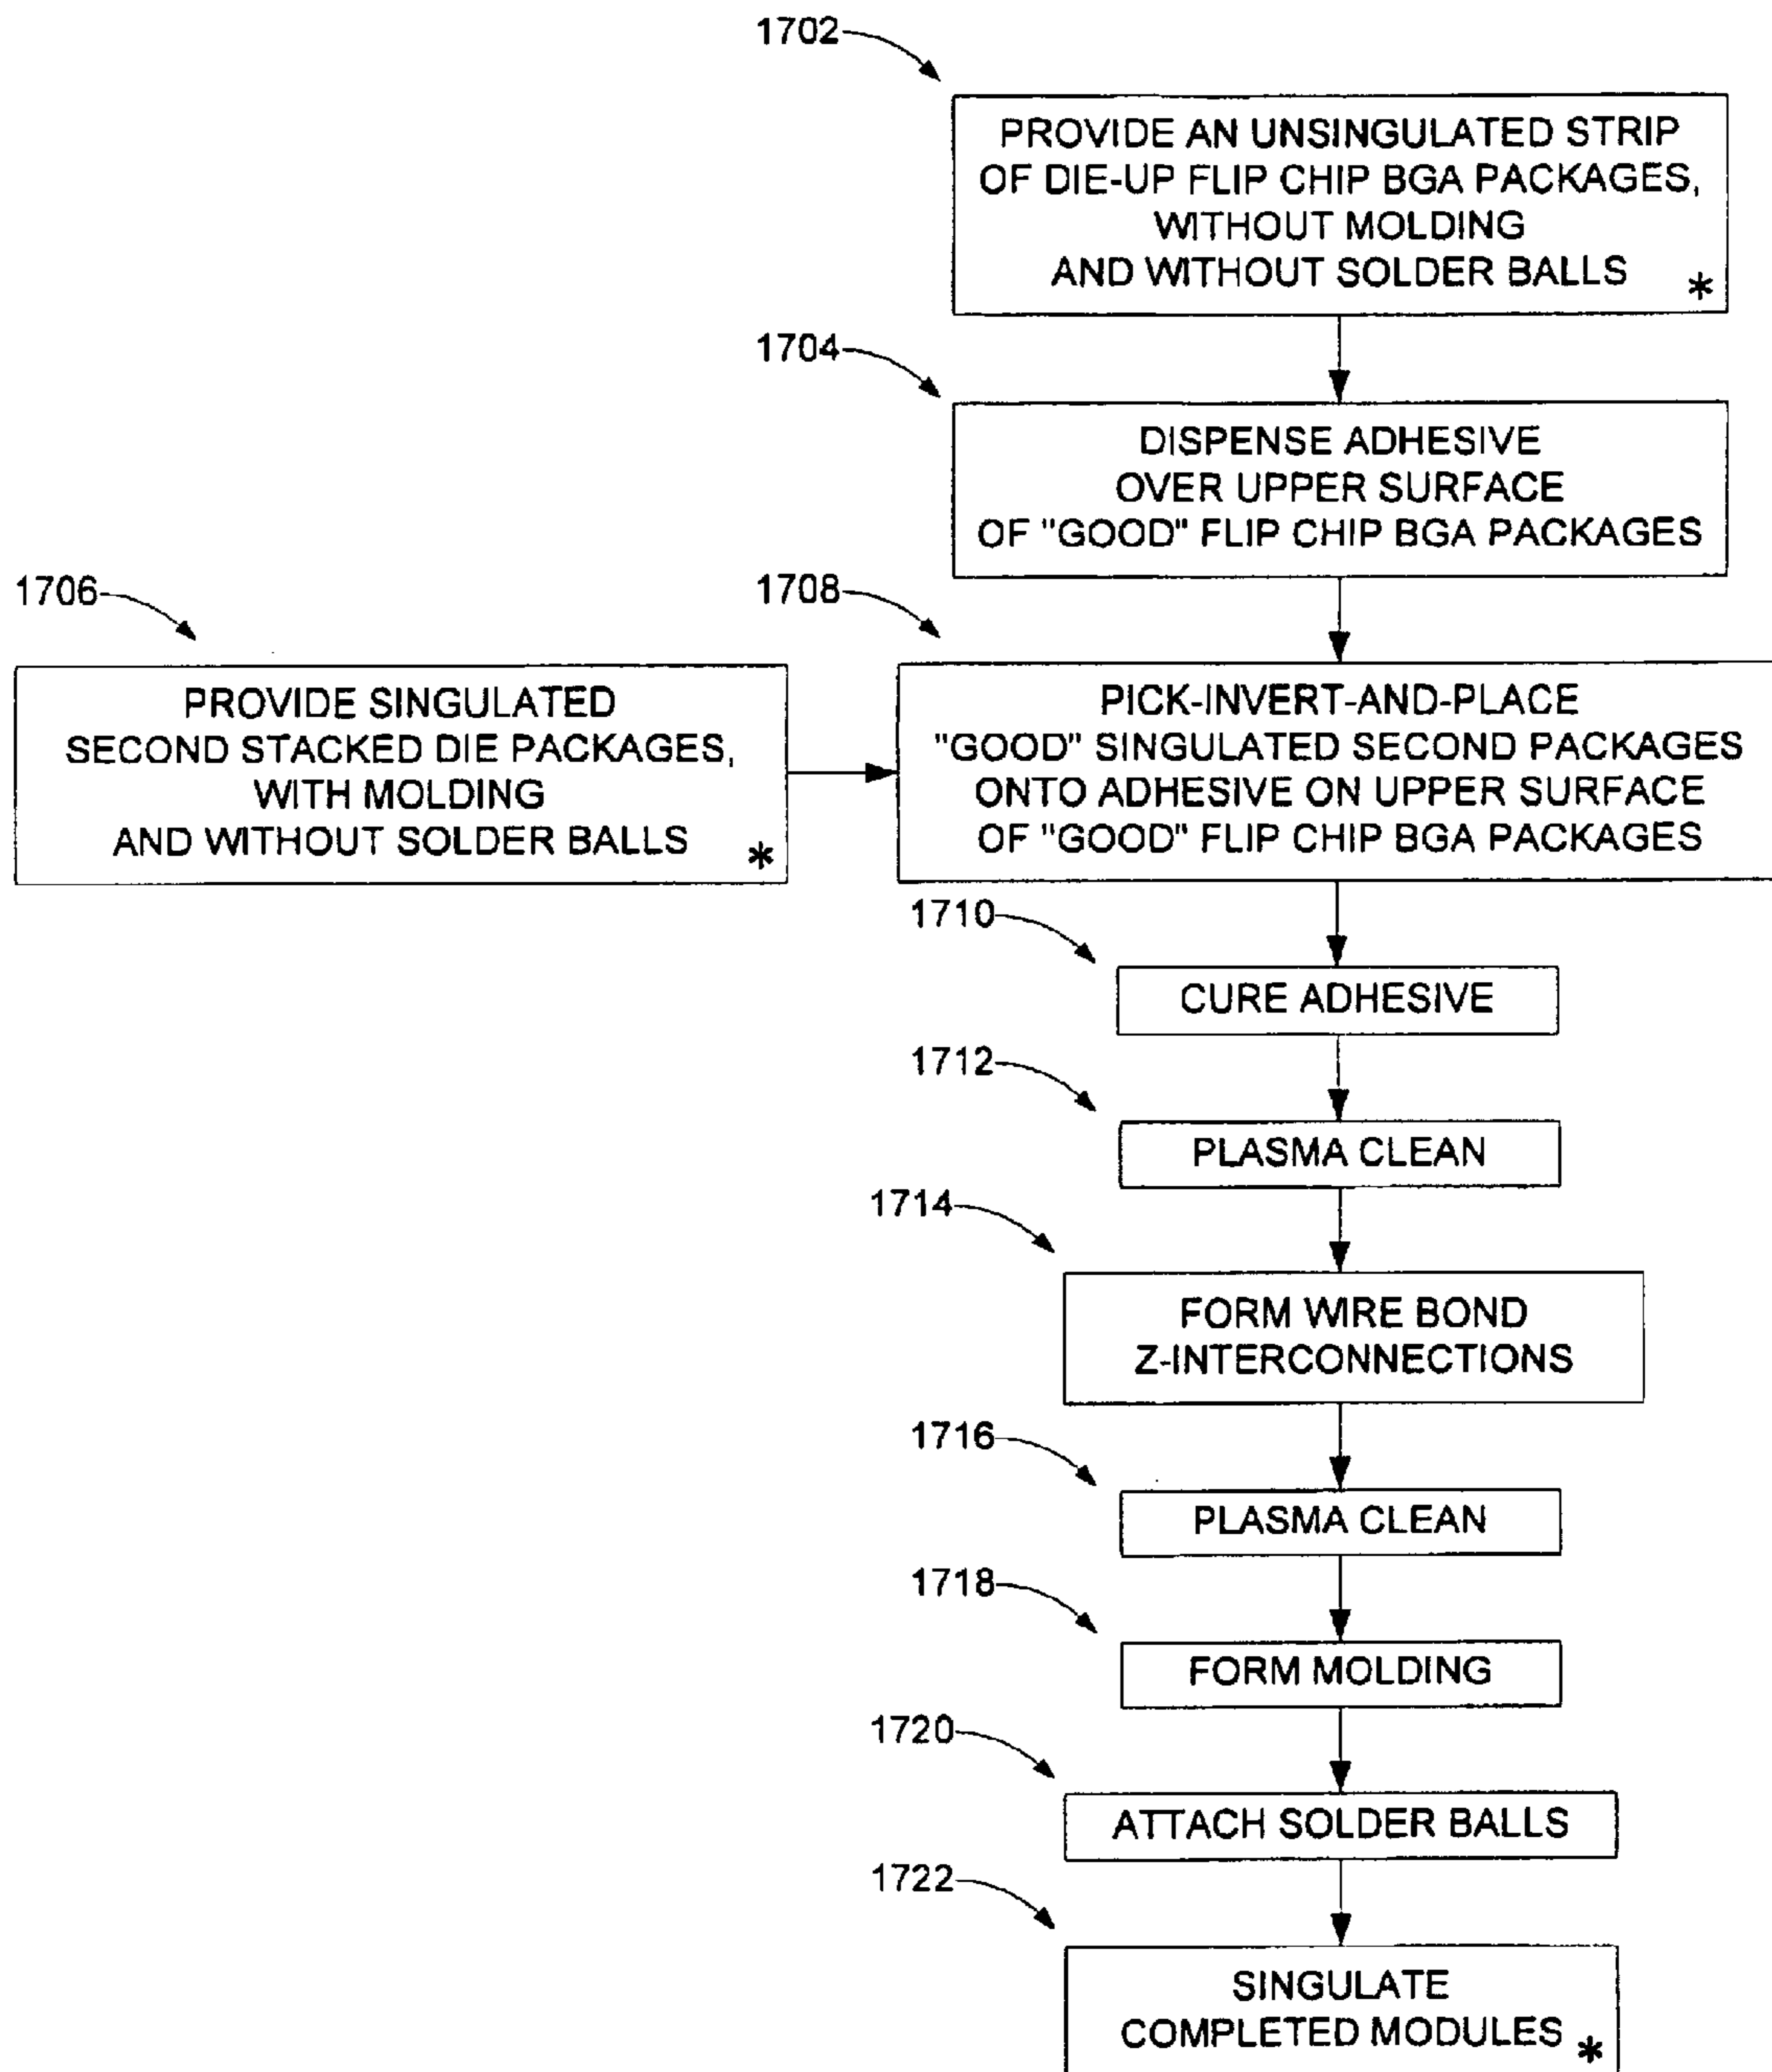 1702
PROVIDE AN UNSINGULATED STRIP
OF DIE-UP FLIP CHIP BGA PACKAGES,
WITHOUT MOLDING
AND WITHOUT SOLDER BALLS *
1704
DISPENSE ADHESIVE
OVER UPPER SURFACE
OF "GOOD" FLIP CHIP BGA PACKAGES
1706
PROVIDE SINGULATED
SECOND STACKED DIE PACKAGES,
WITH MOLDING
AND WITHOUT SOLDER BALLS *
1708
PICK-INVERT-AND-PLACE
"GOOD" SINGULATED SECOND PACKAGES
ONTO ADHESIVE ON UPPER SURFACE
OF "GOOD" FLIP CHIP BGA PACKAGES
1710
CURE ADHESIVE
1712
PLASMA CLEAN
1714
FORM WIRE BOND
Z-INTERCONNECTIONS
1716
PLASMA CLEAN
1718
FORM MOLDING
1720
ATTACH SOLDER BALLS
1722
SINGULATE
COMPLETED MODULES *